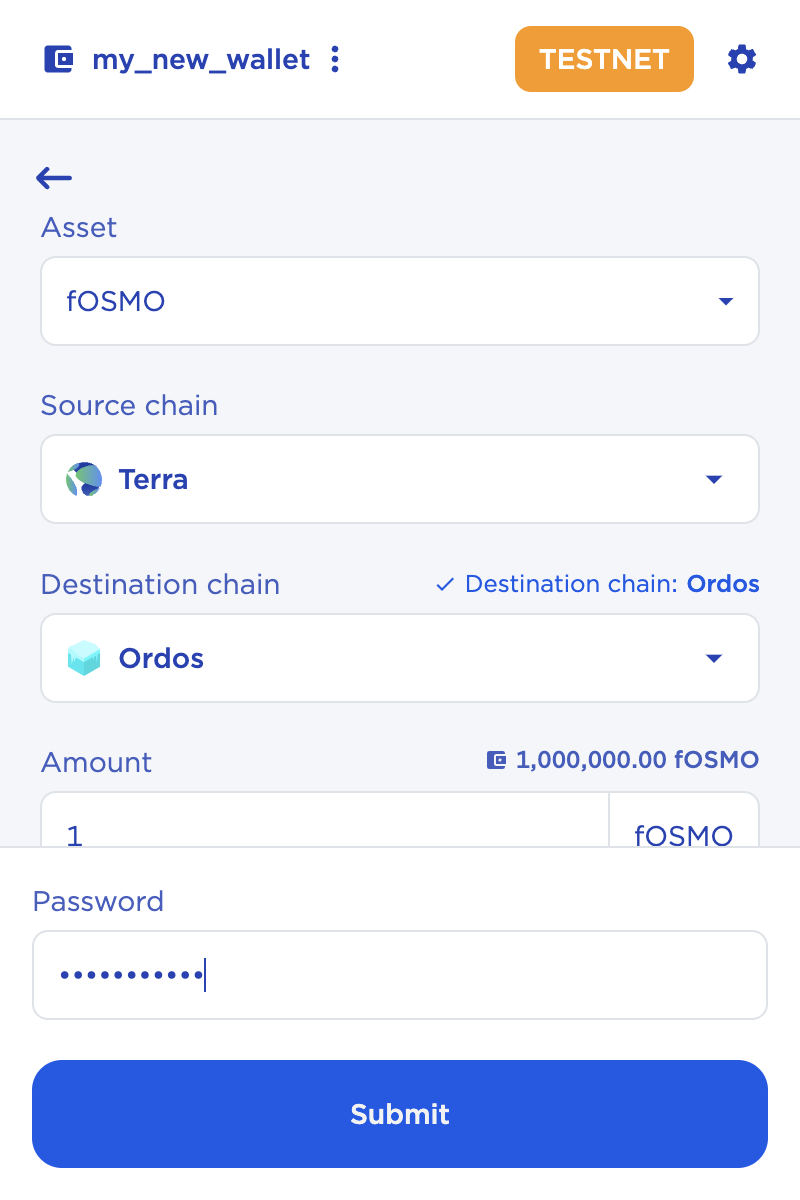 my_new_wallet
TESTNET
Asset
fOSMO
Source chain
Terra
Destination chain
Destination chain: Ordos
Ordos
Amount
1,000,000.00 fOSMO
1
fOSMO
Password
•••••••••••
Submit